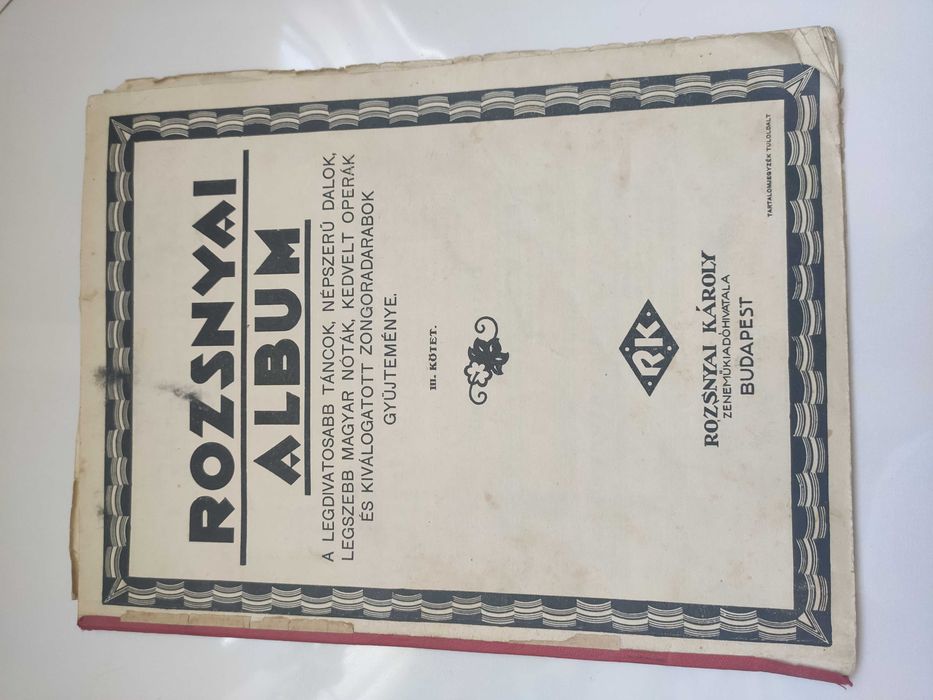 ROZSNYAI
ALBUM
A LEGDIVATOSABB TÁNCOK, NÉPSZERŰ DALOK,
LEGSZEBB MAGYAR NÓTÁK, KEDVELT OPERÁK
ÉS KIVÁLOGATOTT ZONGORADARABOK
GYŰJTEMÉNYE.
III. KÖTET.
RK
ROZSNYAI KÁROLY
ZENEMŰKIADÓHIVATALA
BUDAPEST
TARTALOMJEGYZÉK TÚLOLDALT